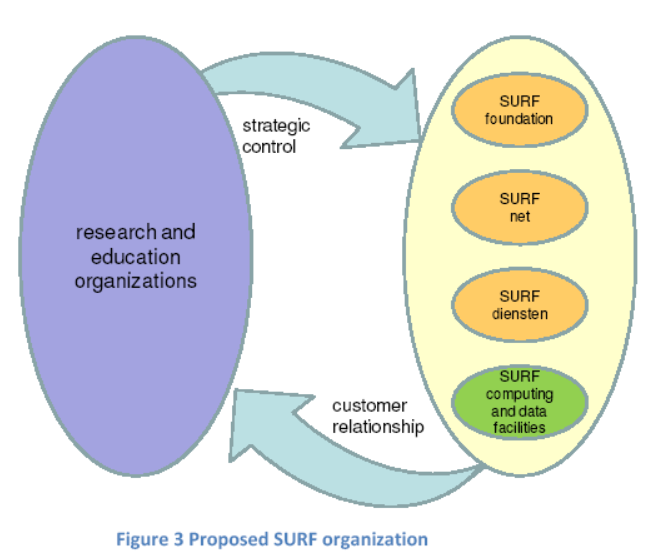 strategic
control
research and
education
organizations
SURF
foundation
SURF
net
SURF
diensten
SURF
computing
and data
facilities
customer
relationship
Figure 3 Proposed SURF organization